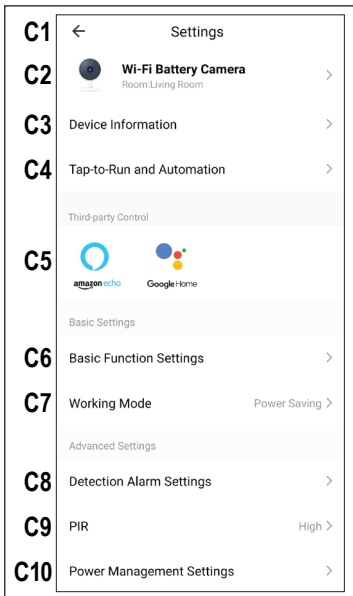 C1 Settings
C2 Wi-Fi Battery Camera
Room:Living Room
C3 Device Information
C4 Tap-to-Run and Automation
Third-party Control
C5
amazon echo Google Home
Basic Settings
C6 Basic Function Settings
C7 Working Mode Power Saving
Advanced Settings
C8 Detection Alarm Settings
C9 PIR High
C10 Power Management Settings